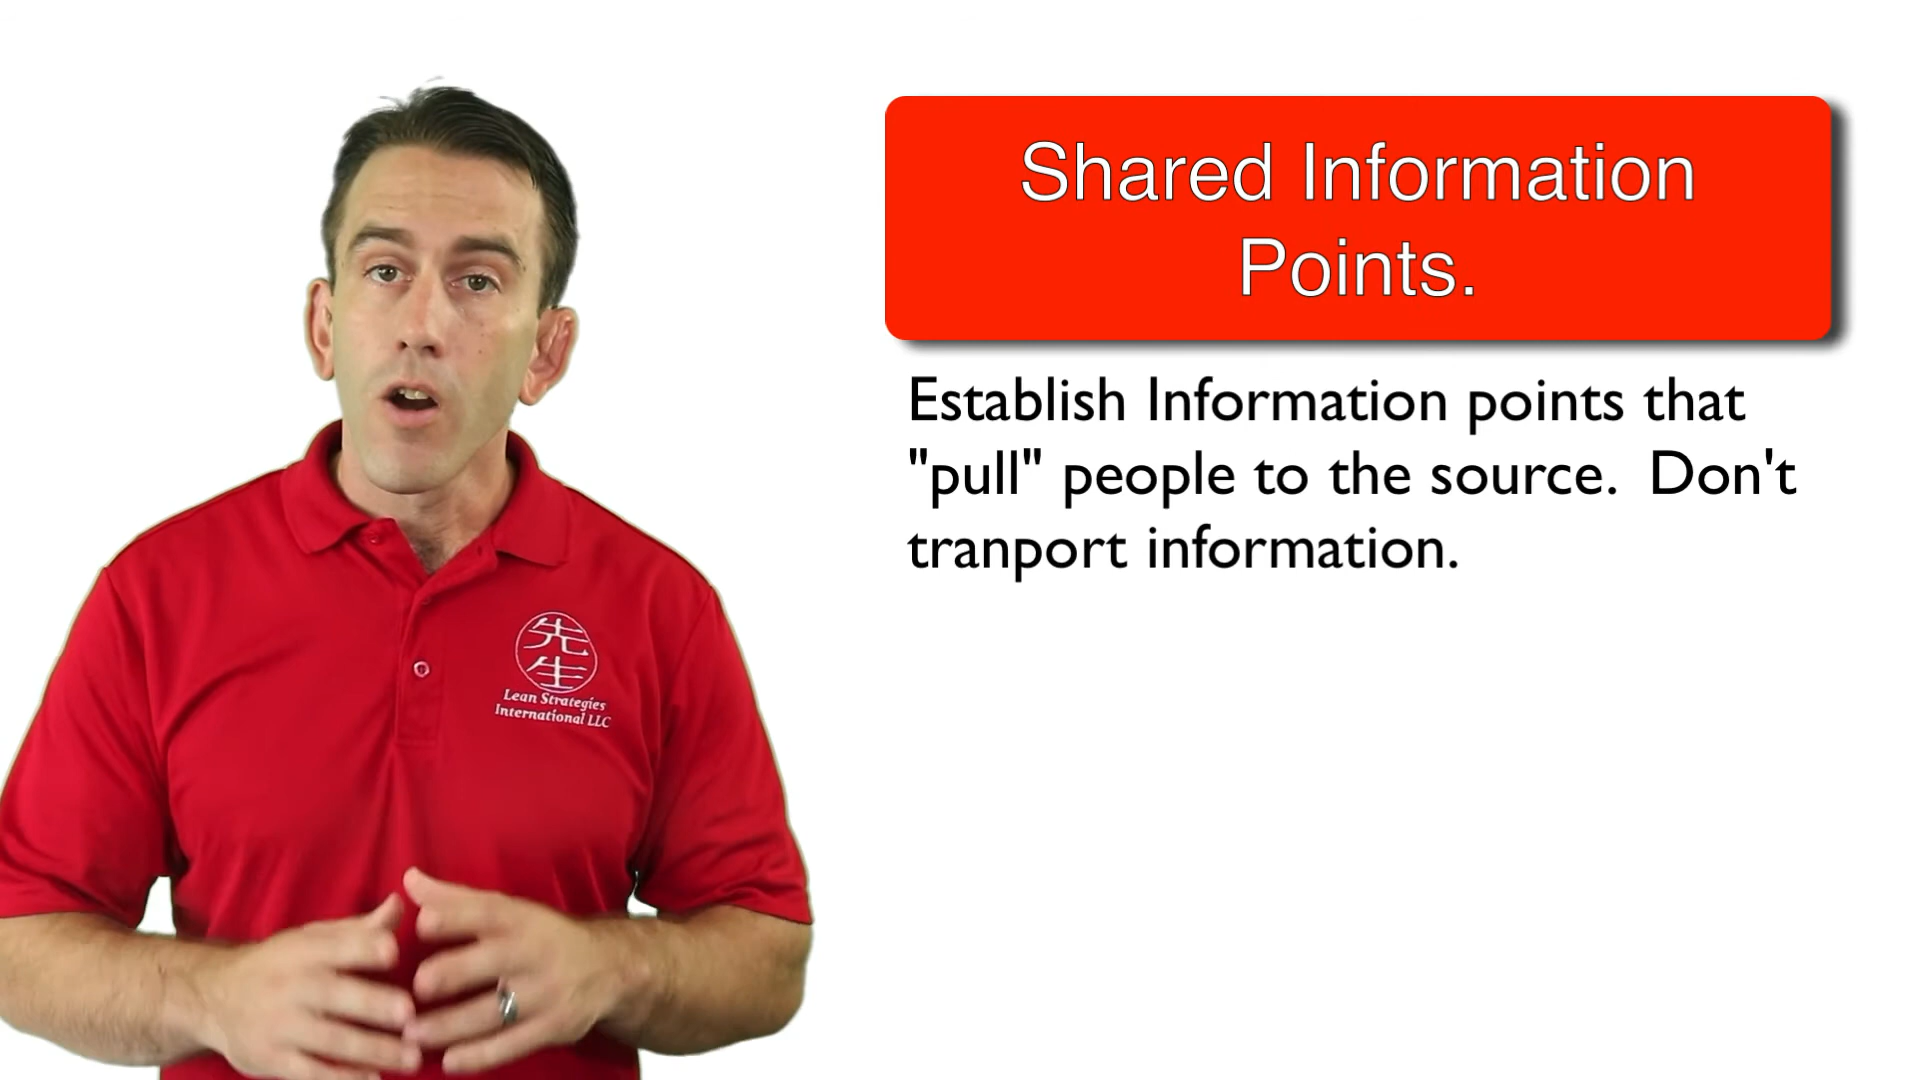 Shared Information
Points.
Establish Information points that
"pull" people to the source.  Don't
tranport information.
先
生
Lean Strategies
International LLC